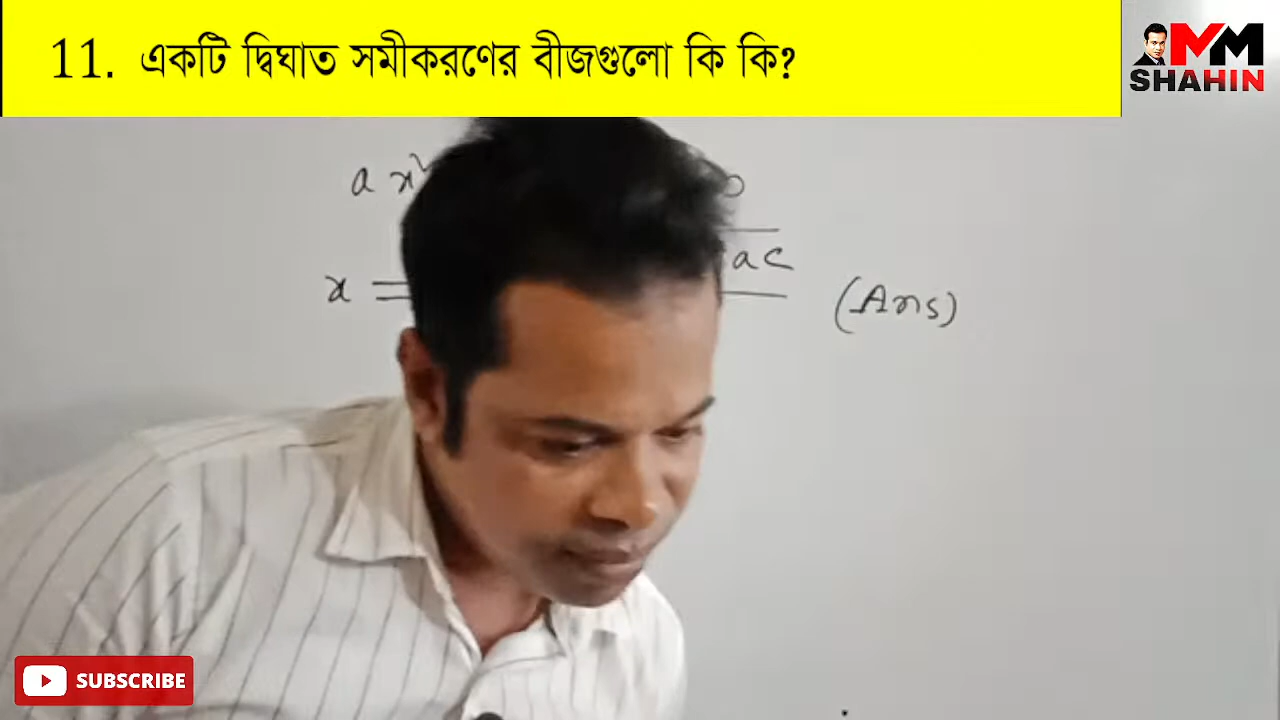 11. একটি দ্বিঘাত সমীকরণের বীজগুলো কি কি?
MM
SHAHIN
a x²
x =
ac
(Ans)
SUBSCRIBE